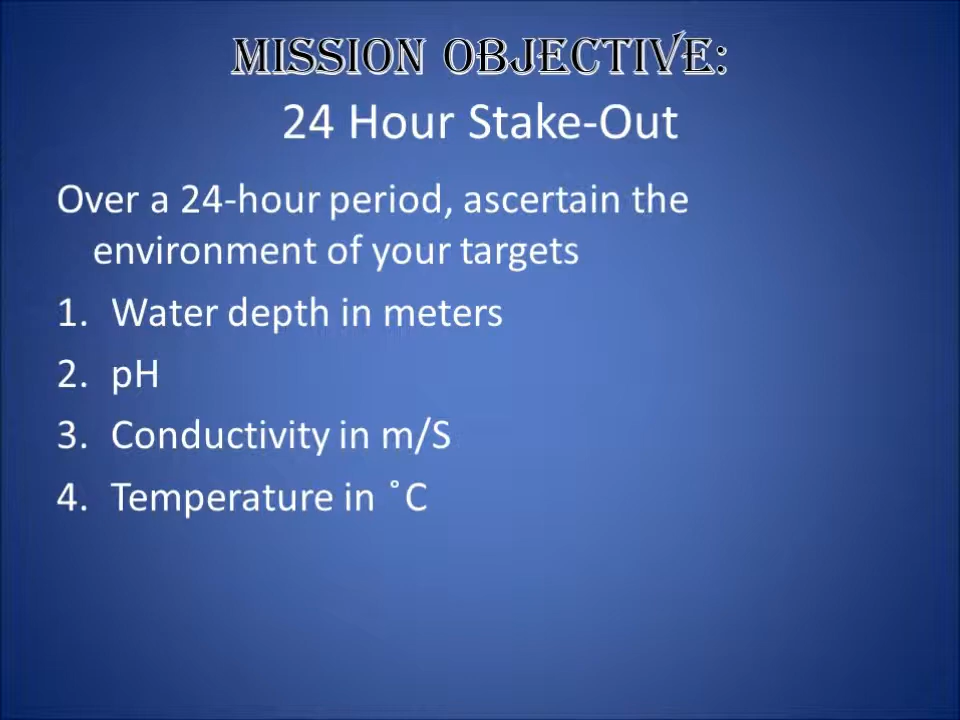 MISSION OBJECTIVE:
24 Hour Stake-Out
Over a 24-hour period, ascertain the
environment of your targets
1. Water depth in meters
2. pH
3. Conductivity in m/S
4. Temperature in ˚C